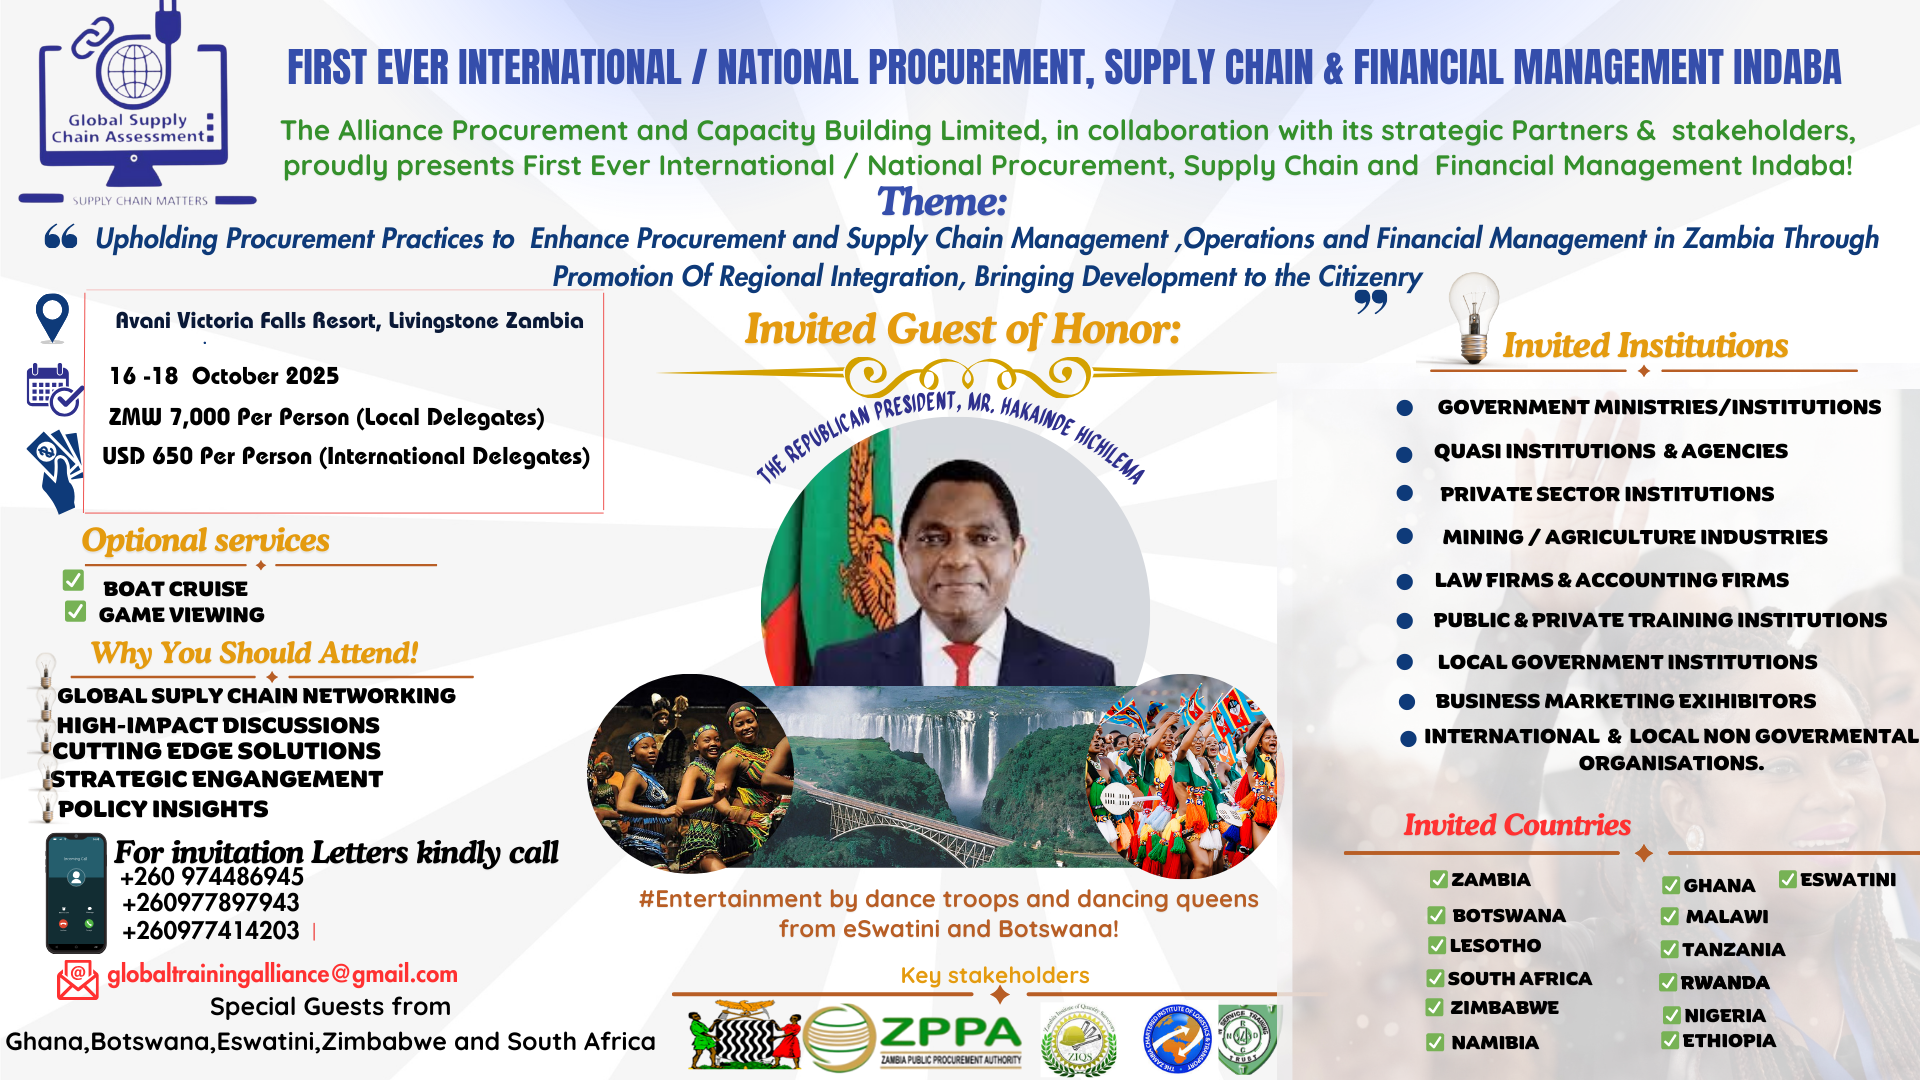 Global Supply
Chain Assessment
SUPPLY CHAIN MATTERS
FIRST EVER INTERNATIONAL / NATIONAL PROCUREMENT, SUPPLY CHAIN & FINANCIAL MANAGEMENT INDABA
The Alliance Procurement and Capacity Building Limited, in collaboration with its strategic Partners & stakeholders,
proudly presents First Ever International / National Procurement, Supply Chain and Financial Management Indaba!
Theme:
“ Upholding Procurement Practices to Enhance Procurement and Supply Chain Management ,Operations and Financial Management in Zambia Through
Promotion Of Regional Integration, Bringing Development to the Citizenry ”
Avani Victoria Falls Resort, Livingstone Zambia
.
16 -18 October 2025
ZMW 7,000 Per Person (Local Delegates)
USD 650 Per Person (International Delegates)
Optional services
BOAT CRUISE
GAME VIEWING
Why You Should Attend!
GLOBAL SUPLY CHAIN NETWORKING
HIGH-IMPACT DISCUSSIONS
CUTTING EDGE SOLUTIONS
STRATEGIC ENGANGEMENT
POLICY INSIGHTS
For invitation Letters kindly call
+260 974486945
+260977897943
+260977414203 |
globaltrainingalliance@gmail.com
Special Guests from
Ghana,Botswana,Eswatini,Zimbabwe and South Africa
Invited Guest of Honor:
THE REPUBLICAN PRESIDENT, MR. HAKAINDE HICHILEMA
#Entertainment by dance troops and dancing queens
from eSwatini and Botswana!
Key stakeholders
ZPPA
ZAMBIA PUBLIC PROCUREMENT AUTHORITY
ZIQS
Invited Institutions
GOVERNMENT MINISTRIES/INSTITUTIONS
QUASI INSTITUTIONS & AGENCIES
PRIVATE SECTOR INSTITUTIONS
MINING / AGRICULTURE INDUSTRIES
LAW FIRMS & ACCOUNTING FIRMS
PUBLIC & PRIVATE TRAINING INSTITUTIONS
LOCAL GOVERNMENT INSTITUTIONS
BUSINESS MARKETING EXIHIBITORS
INTERNATIONAL & LOCAL NON GOVERMENTAL
ORGANISATIONS.
Invited Countries
ZAMBIA
BOTSWANA
LESOTHO
SOUTH AFRICA
ZIMBABWE
NAMIBIA
GHANA
MALAWI
TANZANIA
RWANDA
NIGERIA
ETHIOPIA
ESWATINI